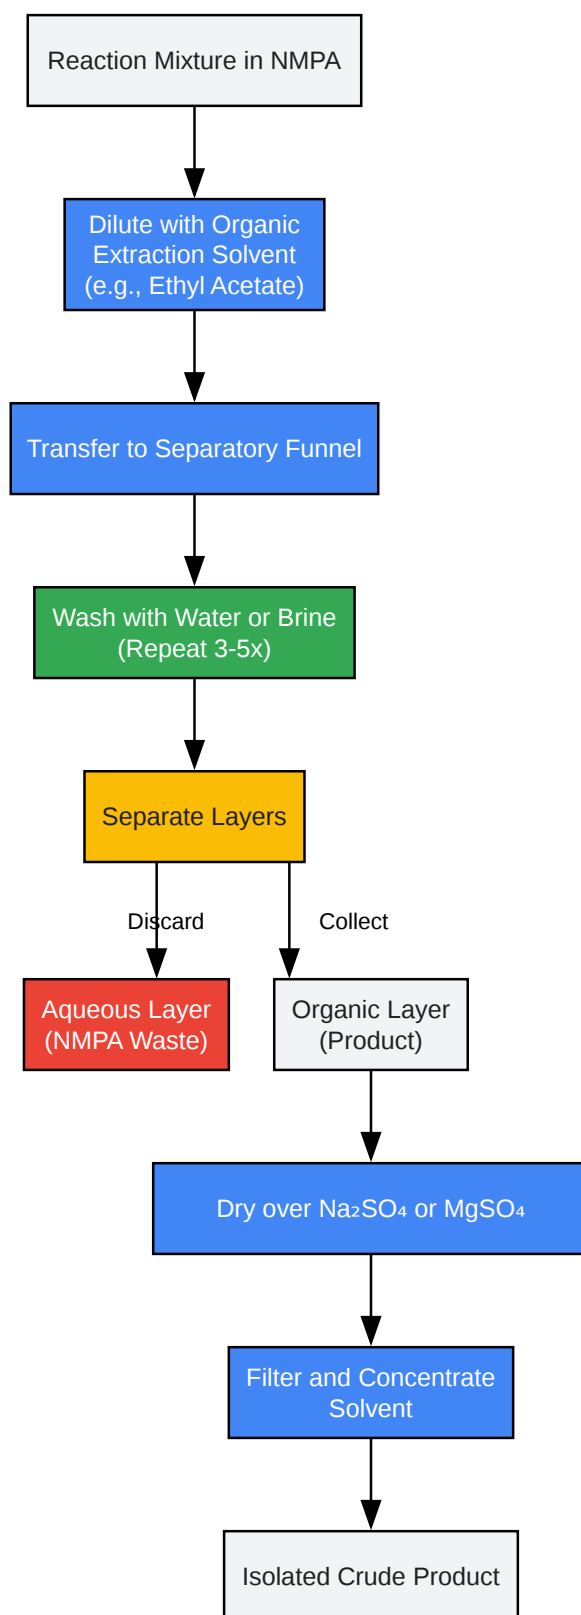 Reaction Mixture in NMPA
Dilute with Organic
Extraction Solvent
(e.g., Ethyl Acetate)
Transfer to Separatory Funnel
Wash with Water or Brine
(Repeat 3-5x)
Separate Layers
Discard
Collect
Aqueous Layer
(NMPA Waste)
Organic Layer
(Product)
Dry over Na₂SO₄ or MgSO₄
Filter and Concentrate
Solvent
Isolated Crude Product